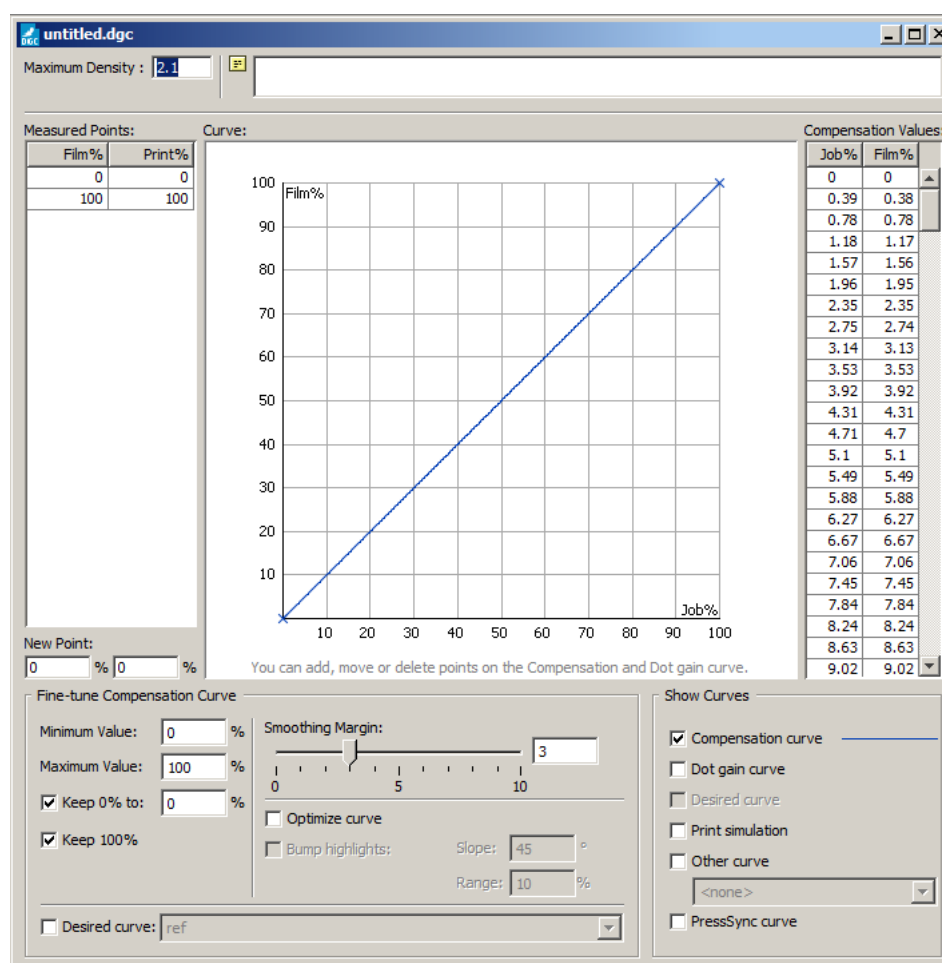 DGC untitled.dgc
Maximum Density : 2.1
Measured Points: Curve: Compensation Values:
Film% Print%
0 0
100 100
Film%
100
90
80
70
60
50
40
30
20
10
Job%
10 20 30 40 50 60 70 80 90 100
You can add, move or delete points on the Compensation and Dot gain curve.
Job% Film%
0 0
0.39 0.38
0.78 0.78
1.18 1.17
1.57 1.56
1.96 1.95
2.35 2.35
2.75 2.74
3.14 3.13
3.53 3.53
3.92 3.92
4.31 4.31
4.71 4.7
5.1 5.1
5.49 5.49
5.88 5.88
6.27 6.27
6.67 6.67
7.06 7.06
7.45 7.45
7.84 7.84
8.24 8.24
8.63 8.63
9.02 9.02
New Point:
0 % 0 %
Fine-tune Compensation Curve
Minimum Value: 0 %
Maximum Value: 100 %
Keep 0% to: 0 %
Keep 100%
Smoothing Margin:
3
0 5 10
Optimize curve
Bump highlights: Slope: 45 °
Range: 10 %
Desired curve: ref
Show Curves
Compensation curve
Dot gain curve
Desired curve
Print simulation
Other curve
<none>
PressSync curve